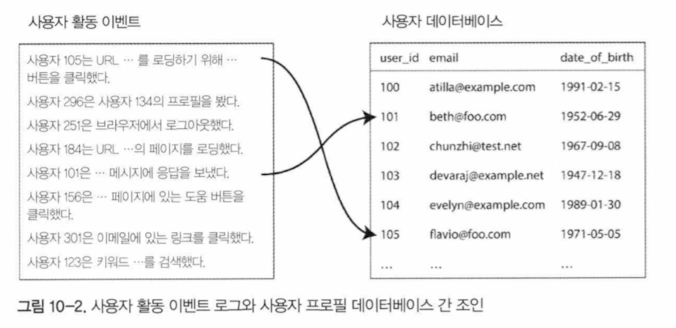 사용자 활동 이벤트
사용자 데이터베이스
사용자 105는 URL …를 로딩하기 위해 …
버튼을 클릭했다.
사용자 296은 사용자 134의 프로필을 봤다.
사용자 251은 브라우저에서 로그아웃했다.
사용자 184는 URL …의 페이지를 로딩했다.
사용자 101은 … 메시지에 응답을 보냈다.
사용자 156은 … 페이지에 있는 도움 버튼을
클릭했다.
사용자 301은 이메일에 있는 링크를 클릭했다.
사용자 123은 키워드 …를 검색했다.
user_id email date_of_birth
100 atilla@example.com 1991-02-15
101 beth@foo.com 1952-06-29
102 chunzhi@test.net 1967-09-08
103 devaraj@example.net 1947-12-18
104 evelyn@example.com 1989-01-30
105 flavio@foo.com 1971-05-05
… … …
그림 10-2. 사용자 활동 이벤트 로그와 사용자 프로필 데이터베이스 간 조인